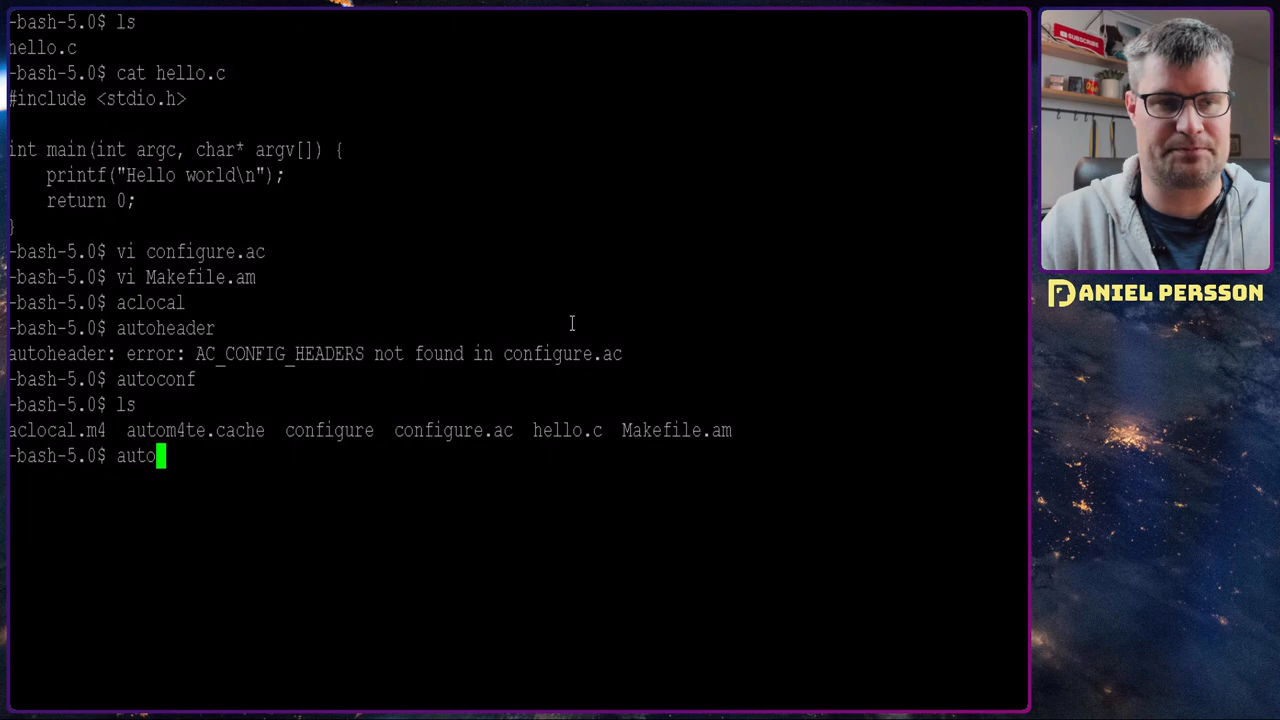 -bash-5.0$ ls
hello.c
-bash-5.0$ cat hello.c
#include <stdio.h>
int main(int argc, char* argv[]) {
    printf("Hello world\n");
    return 0;
}
-bash-5.0$ vi configure.ac
-bash-5.0$ vi Makefile.am
-bash-5.0$ aclocal
-bash-5.0$ autoheader
autoheader: error: AC_CONFIG_HEADERS not found in configure.ac
-bash-5.0$ autoconf
-bash-5.0$ ls
aclocal.m4  autom4te.cache  configure  configure.ac  hello.c  Makefile.am
-bash-5.0$ auto
SUBSCRIBE
DANIEL PERSSON